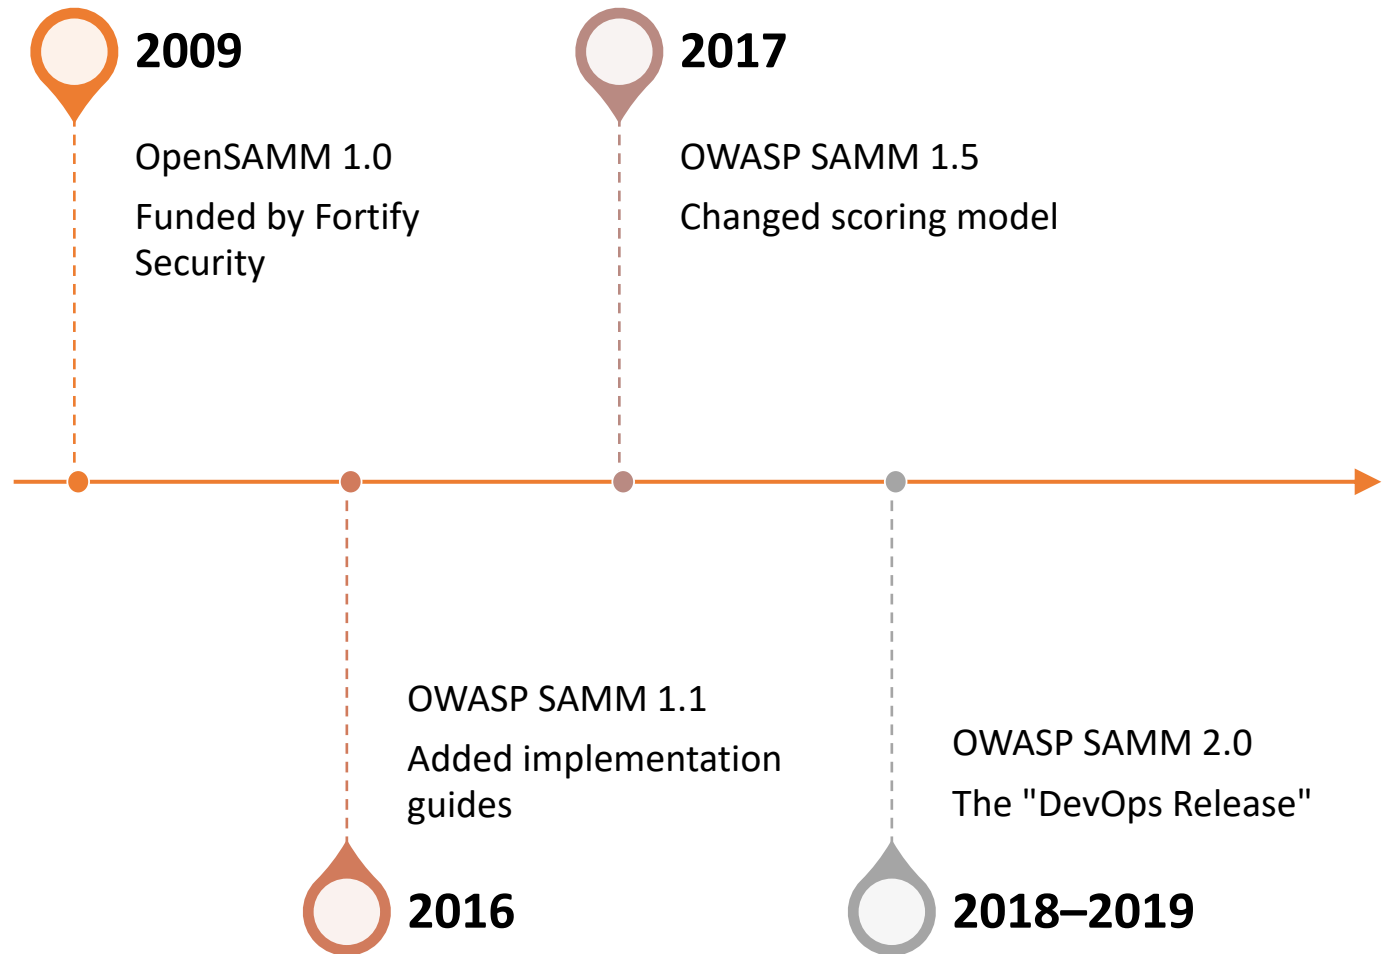 2009
OpenSAMM 1.0
Funded by Fortify
Security
2017
OWASP SAMM 1.5
Changed scoring model
OWASP SAMM 1.1
Added implementation
guides
2016
OWASP SAMM 2.0
The "DevOps Release"
2018–2019